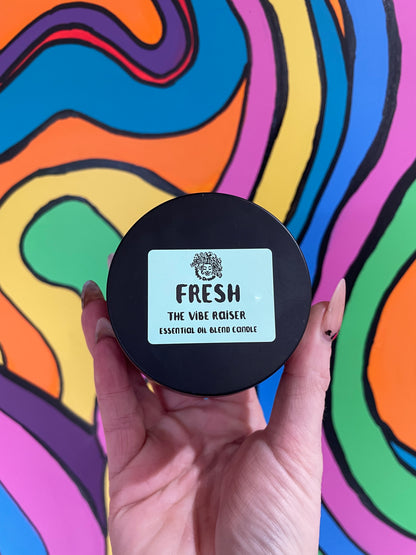 FRESH
THE VIBE RAISER
ESSENTIAL OIL BLEND CANDLE